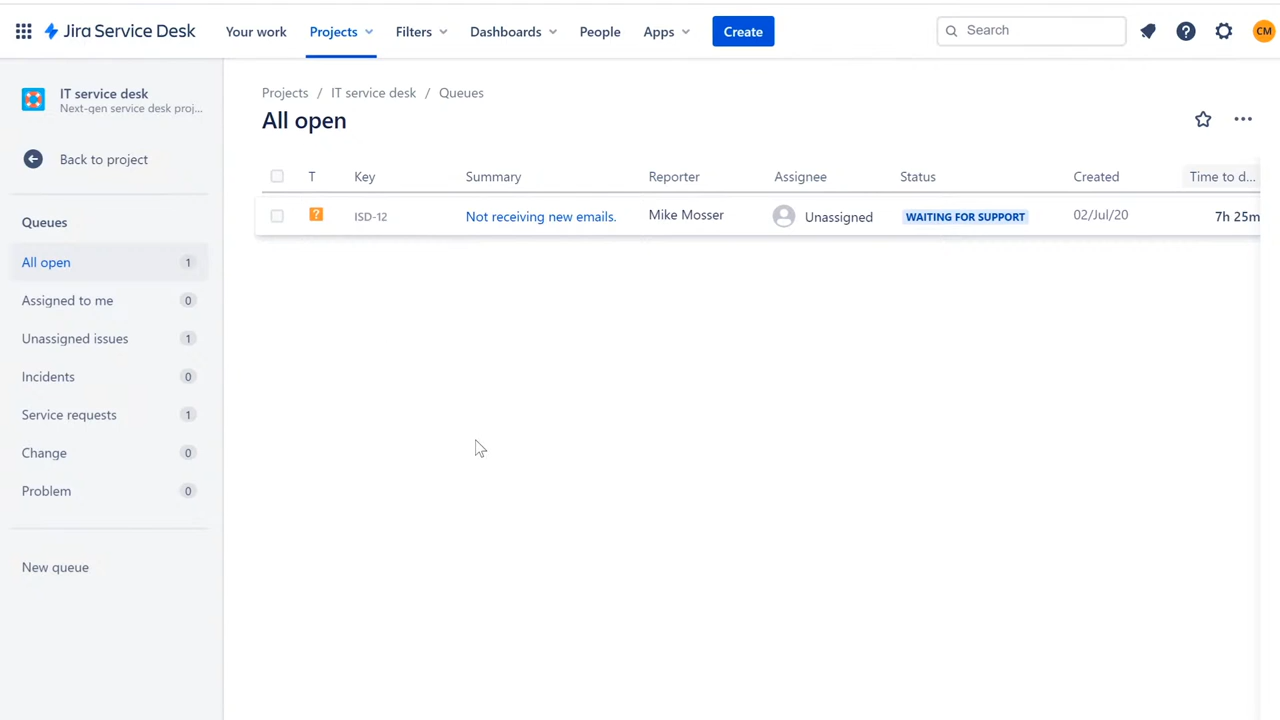 Jira Service Desk Your work Projects Filters Dashboards People Apps Create Search CM
IT service desk
Next-gen service desk proj...
Back to project
Queues
All open 1
Assigned to me 0
Unassigned issues 1
Incidents 0
Service requests 1
Change 0
Problem 0
New queue
Projects / IT service desk / Queues
All open
T Key Summary Reporter Assignee Status Created Time to d...
? ISD-12 Not receiving new emails. Mike Mosser Unassigned WAITING FOR SUPPORT 02/Jul/20 7h 25m